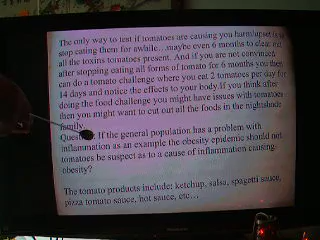 The only way to test if tomatoes are causing you harm/upset is to
stop eating them for awhile...maybe even 6 months to clear out
all the toxins tomatoes present. And if you are not convinced
after stopping eating all forms of tomato for 6 months you then
can do a tomato challenge where you eat 2 tomatoes per day for
14 days and notice the effects to your body.If you think after
doing the food challenge you might have issues with tomatoes
then you might want to cut out all the foods in the nightshade
family.
If the general population has a problem with
inflammation as an example the obesity epidemic should not
tomatoes be suspect as to a cause of inflammation causing
obesity?
The tomato products include: ketchup, salsa, spagetti sauce,
pizza tomato sauce, hot sauce, etc...